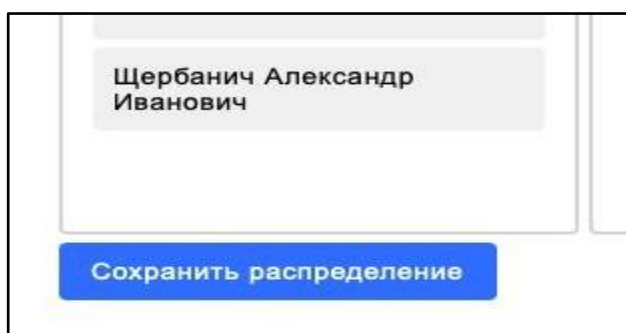 Щербанич Александр
Иванович
Сохранить распределение